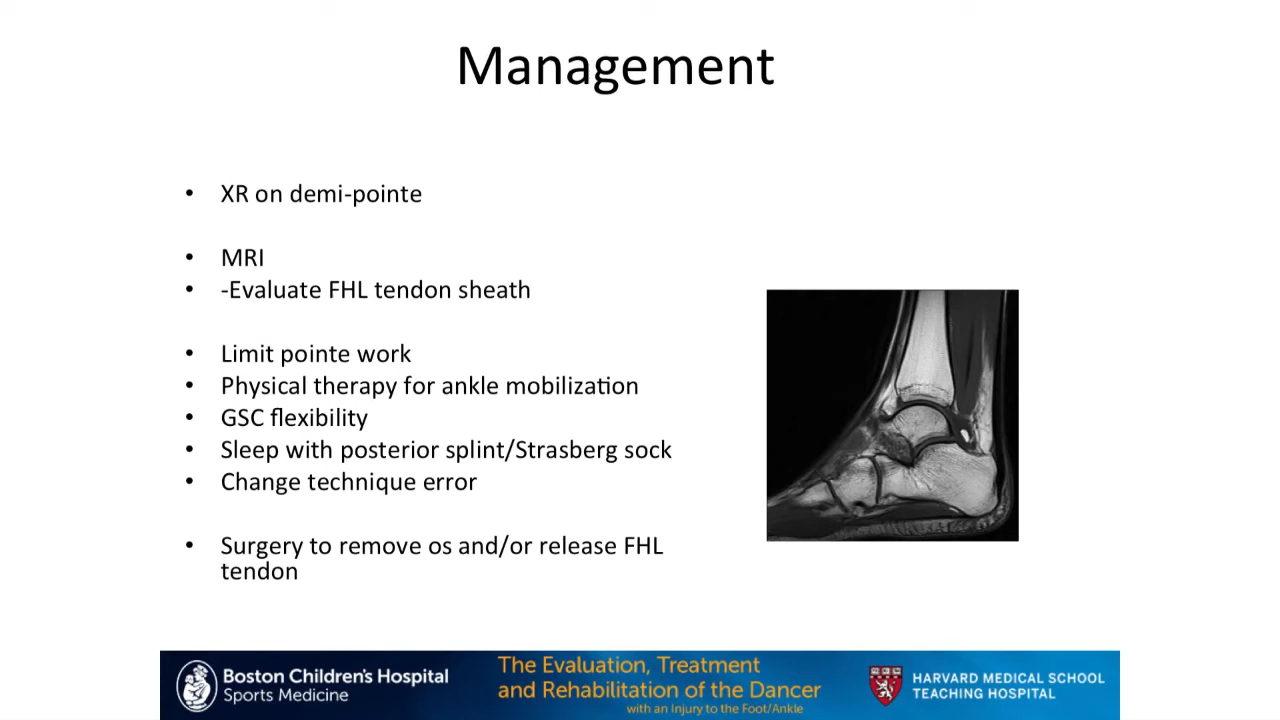 Management
• XR on demi-pointe
• MRI
• -Evaluate FHL tendon sheath
• Limit pointe work
• Physical therapy for ankle mobilization
• GSC flexibility
• Sleep with posterior splint/Strasberg sock
• Change technique error
• Surgery to remove os and/or release FHL
tendon
Boston Children's Hospital
Sports Medicine
The Evaluation, Treatment
and Rehabilitation of the Dancer
with an Injury to the Foot/Ankle
HARVARD MEDICAL SCHOOL
TEACHING HOSPITAL